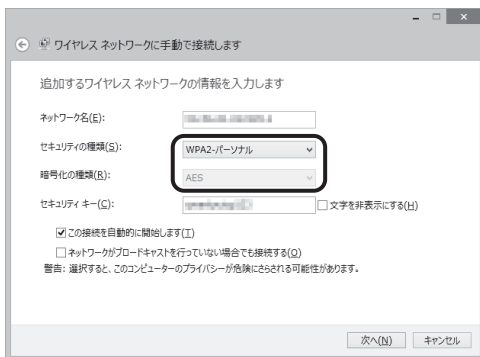 ワイヤレス ネットワークに手動で接続します
追加するワイヤレス ネットワークの情報を入力します
ネットワーク名(E):
セキュリティの種類(S): WPA2-パーソナル
暗号化の種類(R): AES
セキュリティ キー(C): 文字を非表示にする(H)
この接続を自動的に開始します(T)
ネットワークがブロードキャストを行っていない場合でも接続する(O)
警告: 選択すると、このコンピューターのプライバシーが危険にさらされる可能性があります。
次へ(N) キャンセル